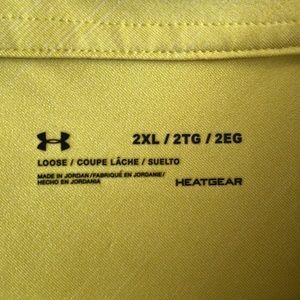 2XL / 2TG / 2EG
LOOSE / COUPE LÂCHE / SUELTO
MADE IN JORDAN/FABRIQUÉ EN JORDANIE/
HECHO EN JORDANIA
HEATGEAR